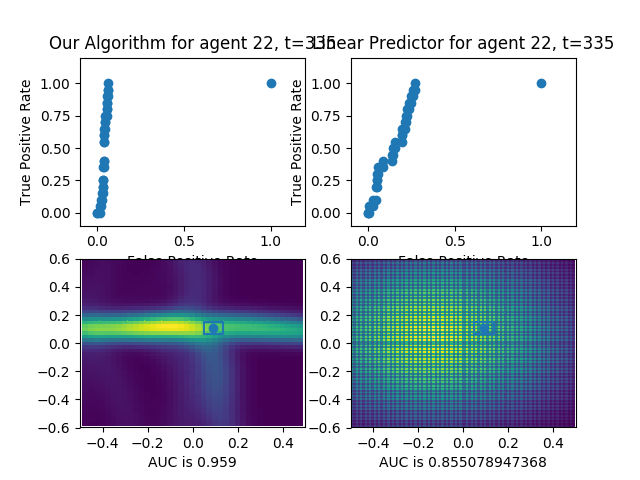 Our Algorithm for agent 22, t=335
Linear Predictor for agent 22, t=335
True Positive Rate
1.00
0.75
0.50
0.25
0.00
0.0 0.5 1.0
False Positive Rate
True Positive Rate
1.00
0.75
0.50
0.25
0.00
0.0 0.5 1.0
False Positive Rate
0.6
0.4
0.2
0.0
−0.2
−0.4
−0.6
−0.4 −0.2 0.0 0.2 0.4
AUC is 0.959
0.6
0.4
0.2
0.0
−0.2
−0.4
−0.6
−0.4 −0.2 0.0 0.2 0.4
AUC is 0.855078947368